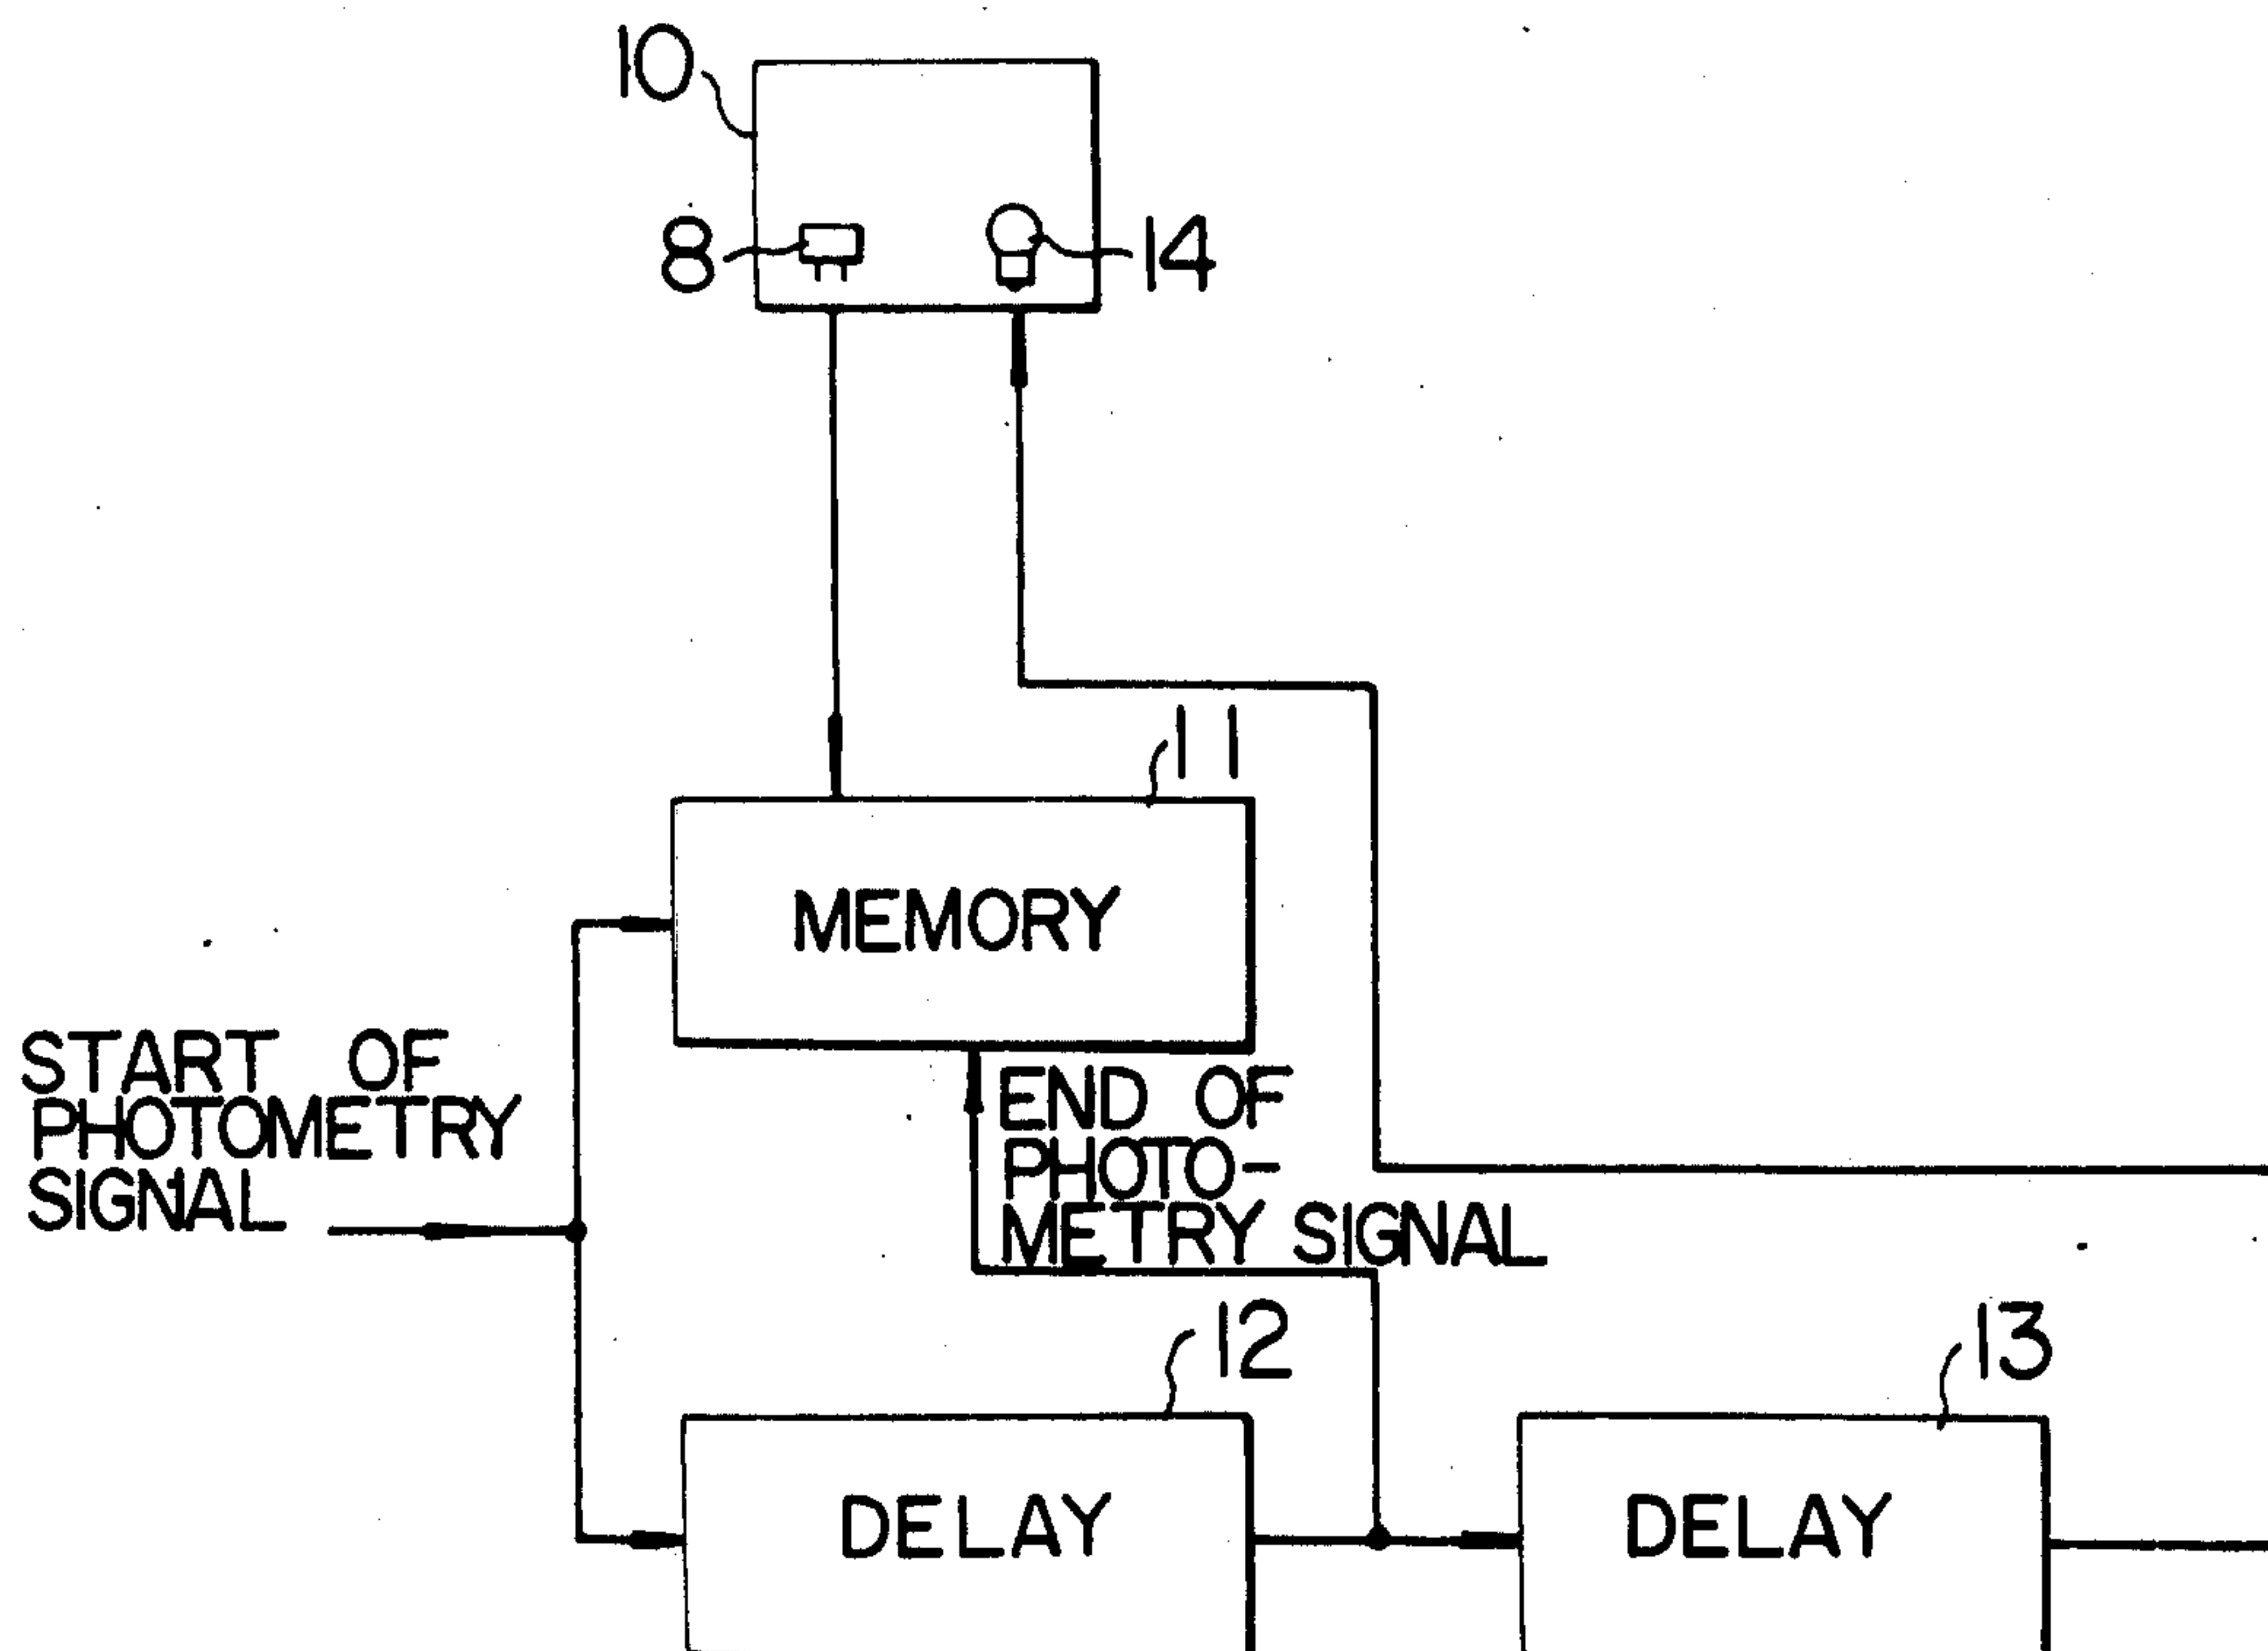 10
8
14
11
MEMORY
START OF
PHOTOMETRY
SIGNAL
END OF
PHOTO-
METRY SIGNAL
12
13
DELAY
DELAY